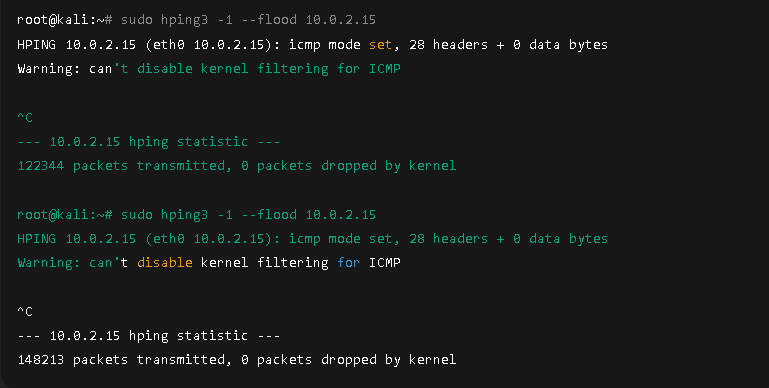 root@kali:~# sudo hping3 -1 --flood 10.0.2.15
HPING 10.0.2.15 (eth0 10.0.2.15): icmp mode set, 28 headers + 0 data bytes
Warning: can't disable kernel filtering for ICMP
^C
--- 10.0.2.15 hping statistic ---
122344 packets transmitted, 0 packets dropped by kernel
root@kali:~# sudo hping3 -1 --flood 10.0.2.15
HPING 10.0.2.15 (eth0 10.0.2.15): icmp mode set, 28 headers + 0 data bytes
Warning: can't disable kernel filtering for ICMP
^C
--- 10.0.2.15 hping statistic ---
148213 packets transmitted, 0 packets dropped by kernel